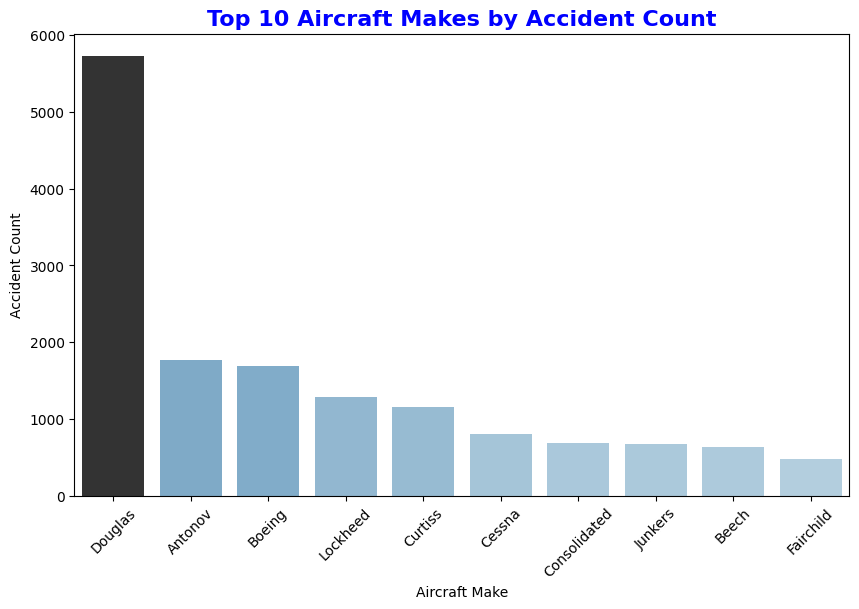 Top 10 Aircraft Makes by Accident Count
6000
5000
4000
3000
2000
1000
0
Accident Count
Douglas
Antonov
Boeing
Lockheed
Curtiss
Cessna
Consolidated
Junkers
Beech
Fairchild
Aircraft Make